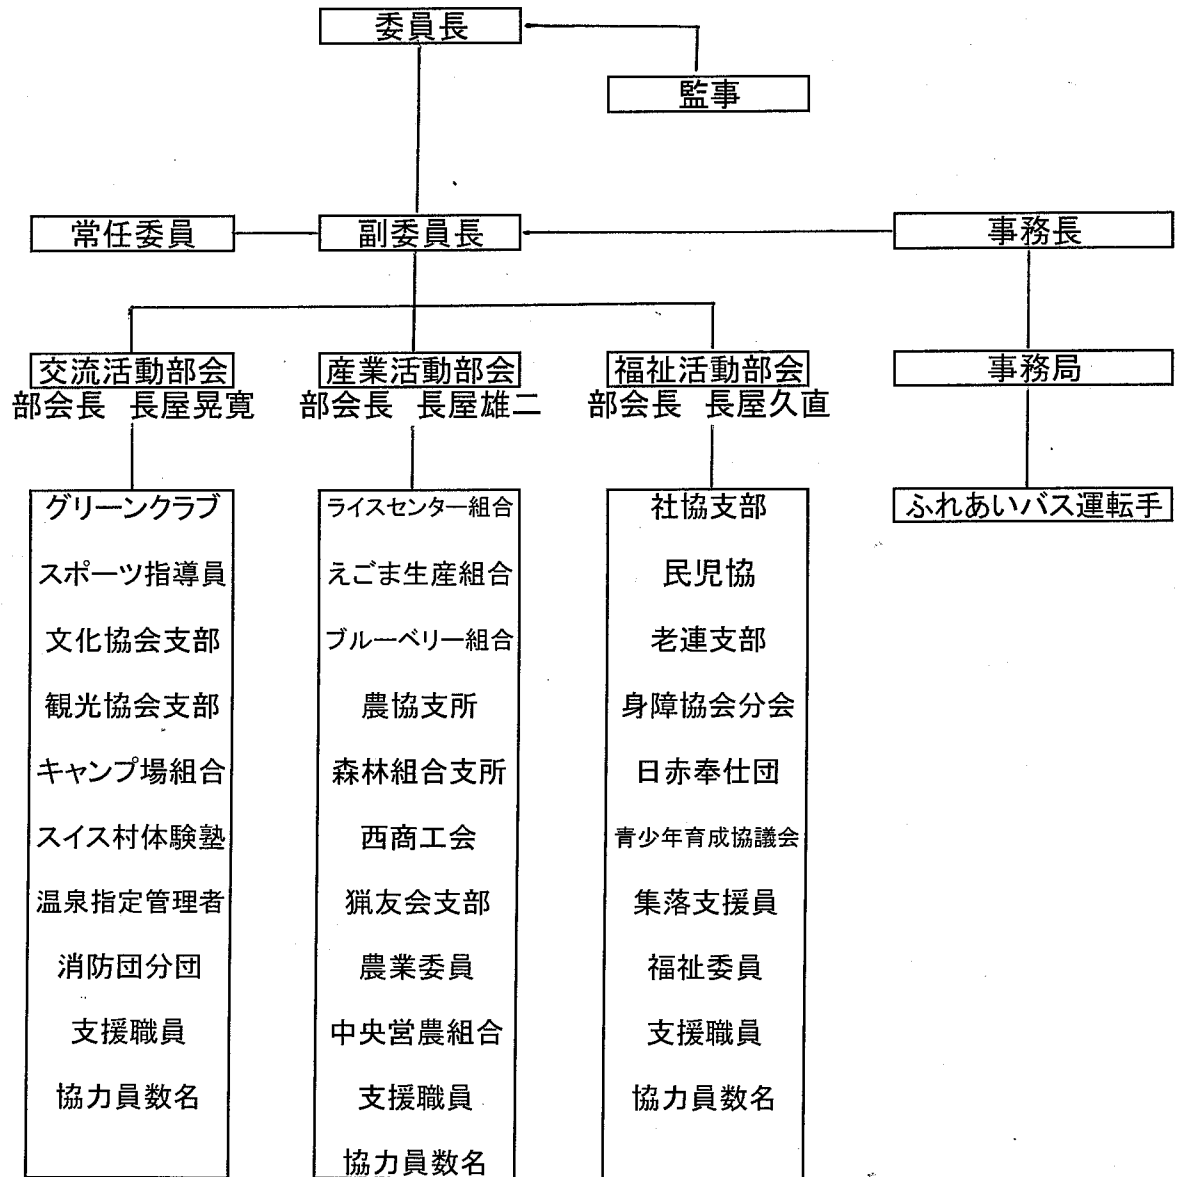 委員長
監事
常任委員
副委員長
事務長
交流活動部会
部会長 長屋晃寛
産業活動部会
部会長 長屋雄二
福祉活動部会
部会長 長屋久直
事務局
グリーンクラブ
スポーツ指導員
文化協会支部
観光協会支部
キャンプ場組合
スイス村体験塾
温泉指定管理者
消防団分団
支援職員
協力員数名
ライスセンター組合
えごま生産組合
ブルーベリー組合
農協支所
森林組合支所
西商工会
猟友会支部
農業委員
中央営農組合
支援職員
協力員数名
社協支部
民児協
老連支部
身障協会分会
日赤奉仕団
青少年育成協議会
集落支援員
福祉委員
支援職員
協力員数名
ふれあいバス運転手